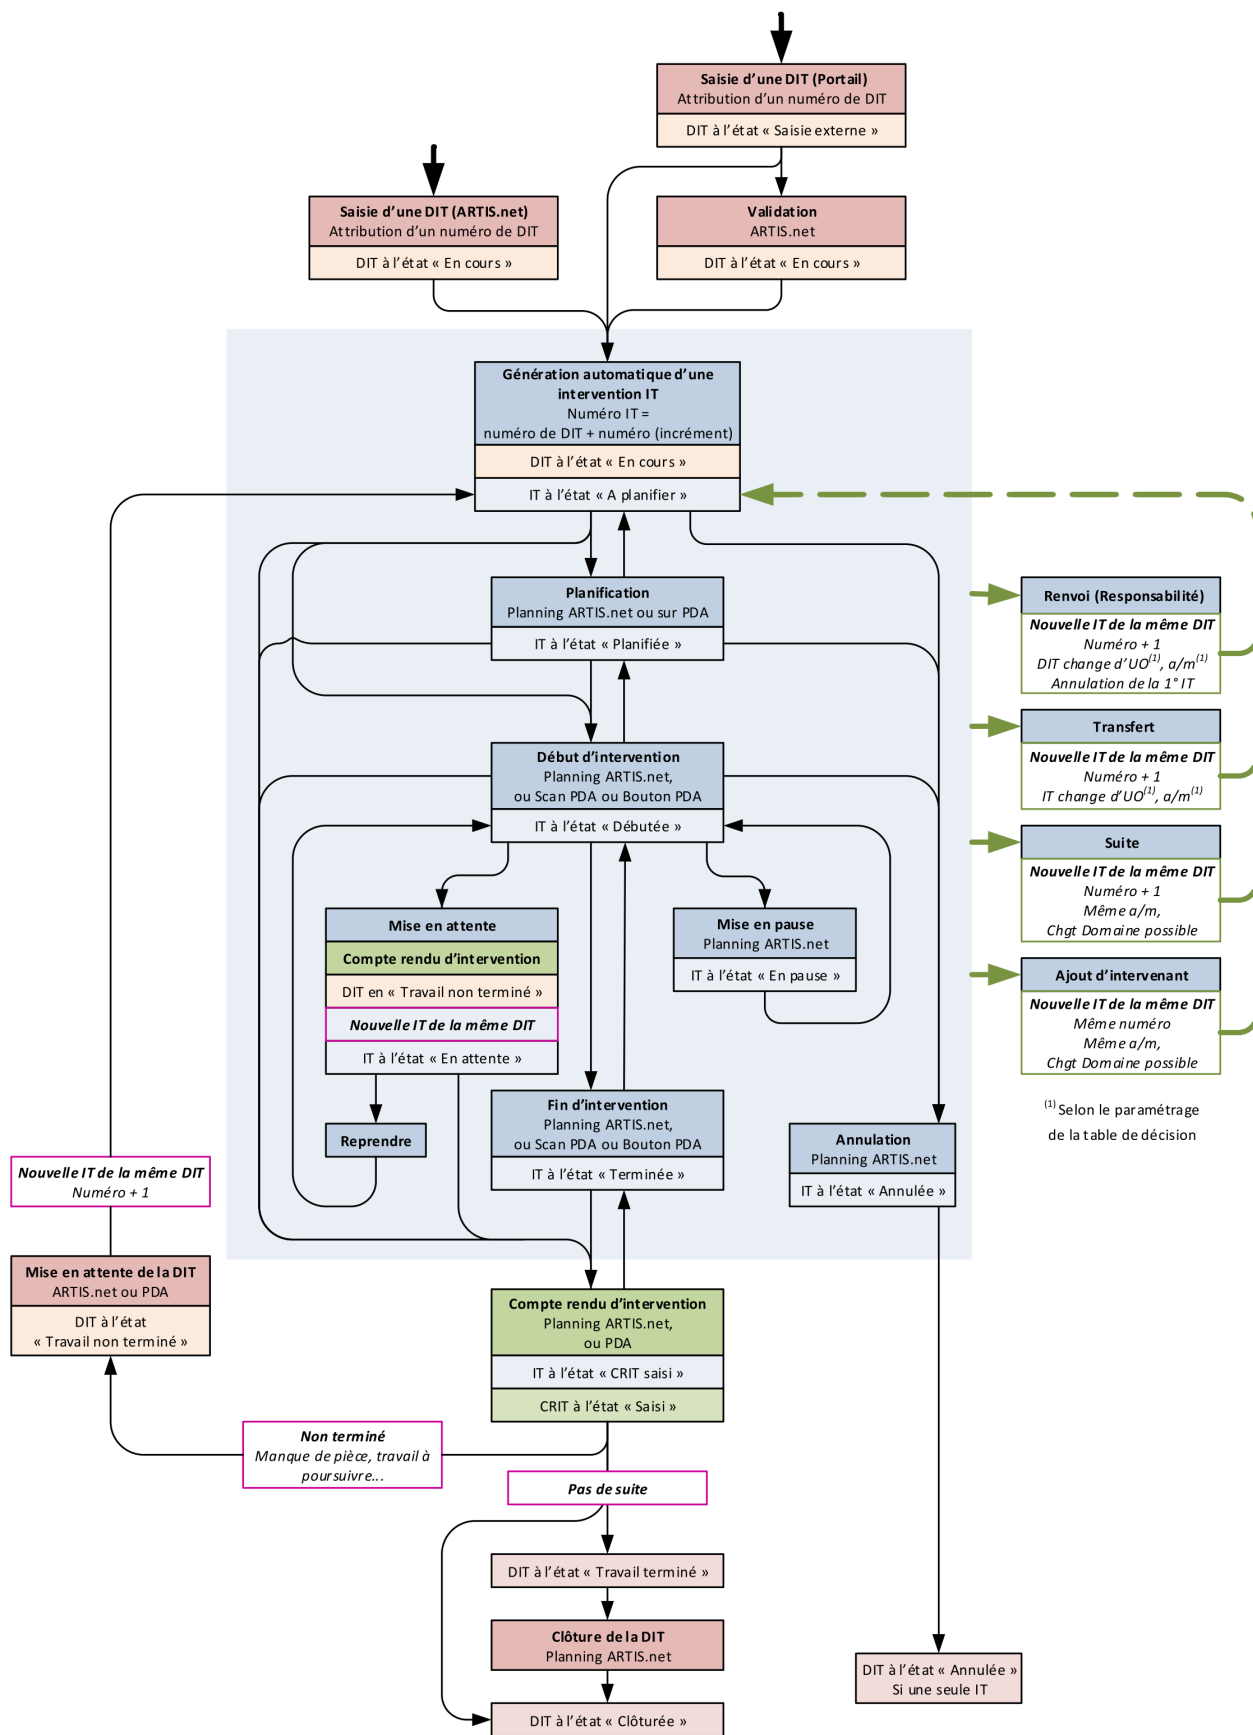 Saisie d'une DIT (Portail)
Attribution d'un numéro de DIT
DIT à l'état « Saisie externe »
Saisie d'une DIT (ARTIS.net)
Attribution d'un numéro de DIT
DIT à l'état « En cours »
Validation
ARTIS.net
DIT à l'état « En cours »
Génération automatique d'une
intervention IT
Numéro IT =
numéro de DIT + numéro (incrément)
DIT à l'état « En cours »
IT à l'état « A planifier »
Planification
Planning ARTIS.net ou sur PDA
IT à l'état « Planifiée »
Renvoi (Responsabilité)
Nouvelle IT de la même DIT
Numéro + 1
DIT change d'UO(1), a/m(1)
Annulation de la 1° IT
Transfert
Nouvelle IT de la même DIT
Numéro + 1
IT change d'UO(1), a/m(1)
Début d'intervention
Planning ARTIS.net,
ou Scan PDA ou Bouton PDA
IT à l'état « Débutée »
Suite
Nouvelle IT de la même DIT
Numéro + 1
Même a/m,
Chgt Domaine possible
Mise en attente
Compte rendu d'intervention
DIT en « Travail non terminé »
Nouvelle IT de la même DIT
IT à l'état « En attente »
Mise en pause
Planning ARTIS.net
IT à l'état « En pause »
Ajout d'intervenant
Nouvelle IT de la même DIT
Même numéro
Même a/m,
Chgt Domaine possible
(1) Selon le paramétrage
de la table de décision
Reprendre
Fin d'intervention
Planning ARTIS.net,
ou Scan PDA ou Bouton PDA
IT à l'état « Terminée »
Annulation
Planning ARTIS.net
IT à l'état « Annulée »
Nouvelle IT de la même DIT
Numéro + 1
Mise en attente de la DIT
ARTIS.net ou PDA
DIT à l'état
« Travail non terminé »
Compte rendu d'intervention
Planning ARTIS.net,
ou PDA
IT à l'état « CRIT saisi »
CRIT à l'état « Saisi »
Non terminé
Manque de pièce, travail à
poursuivre...
Pas de suite
DIT à l'état « Travail terminé »
Clôture de la DIT
Planning ARTIS.net
DIT à l'état « Clôturée »
DIT à l'état « Annulée »
Si une seule IT